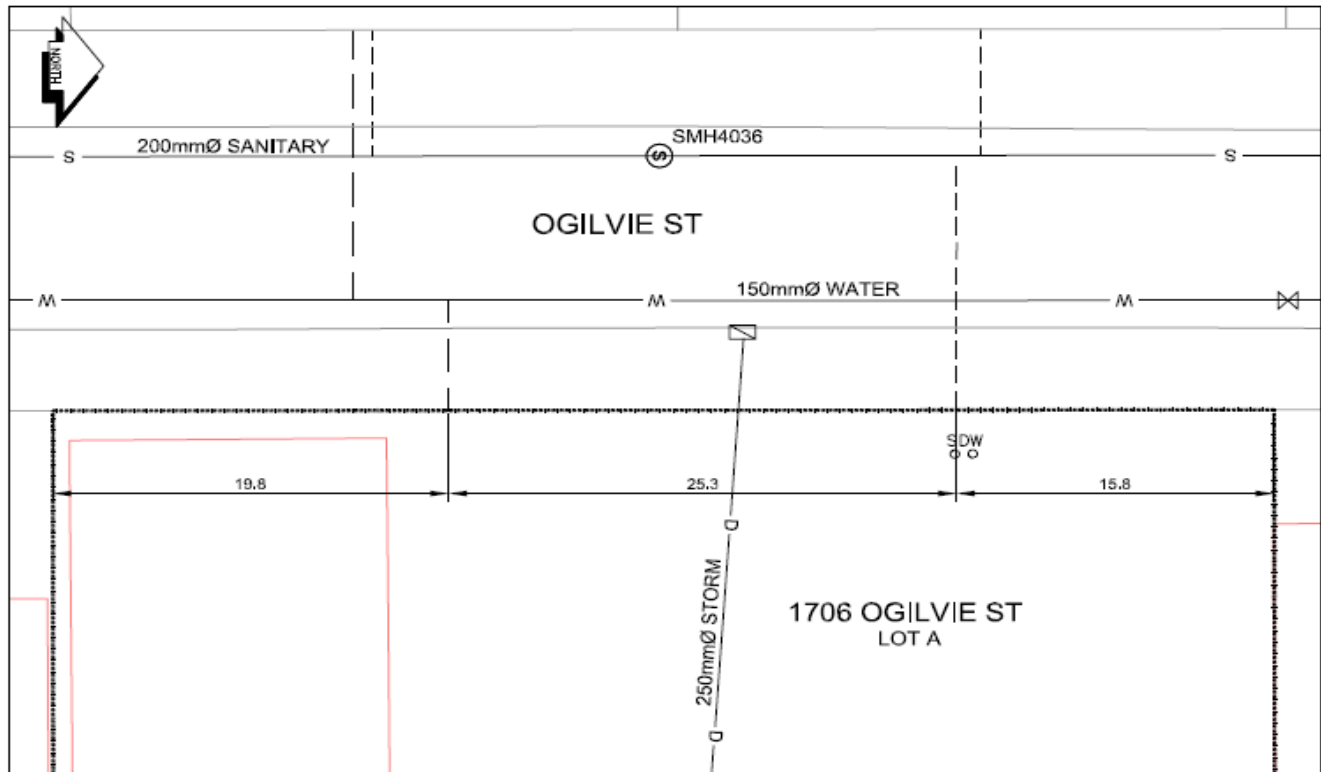 NORTH
200mmØ SANITARY
SMH4036
S
S
S
OGILVIE ST
W
150mmØ WATER
W
W
SDW
19.8
25.3
15.8
D
250mmØ STORM
1706 OGILVIE ST
LOT A
D